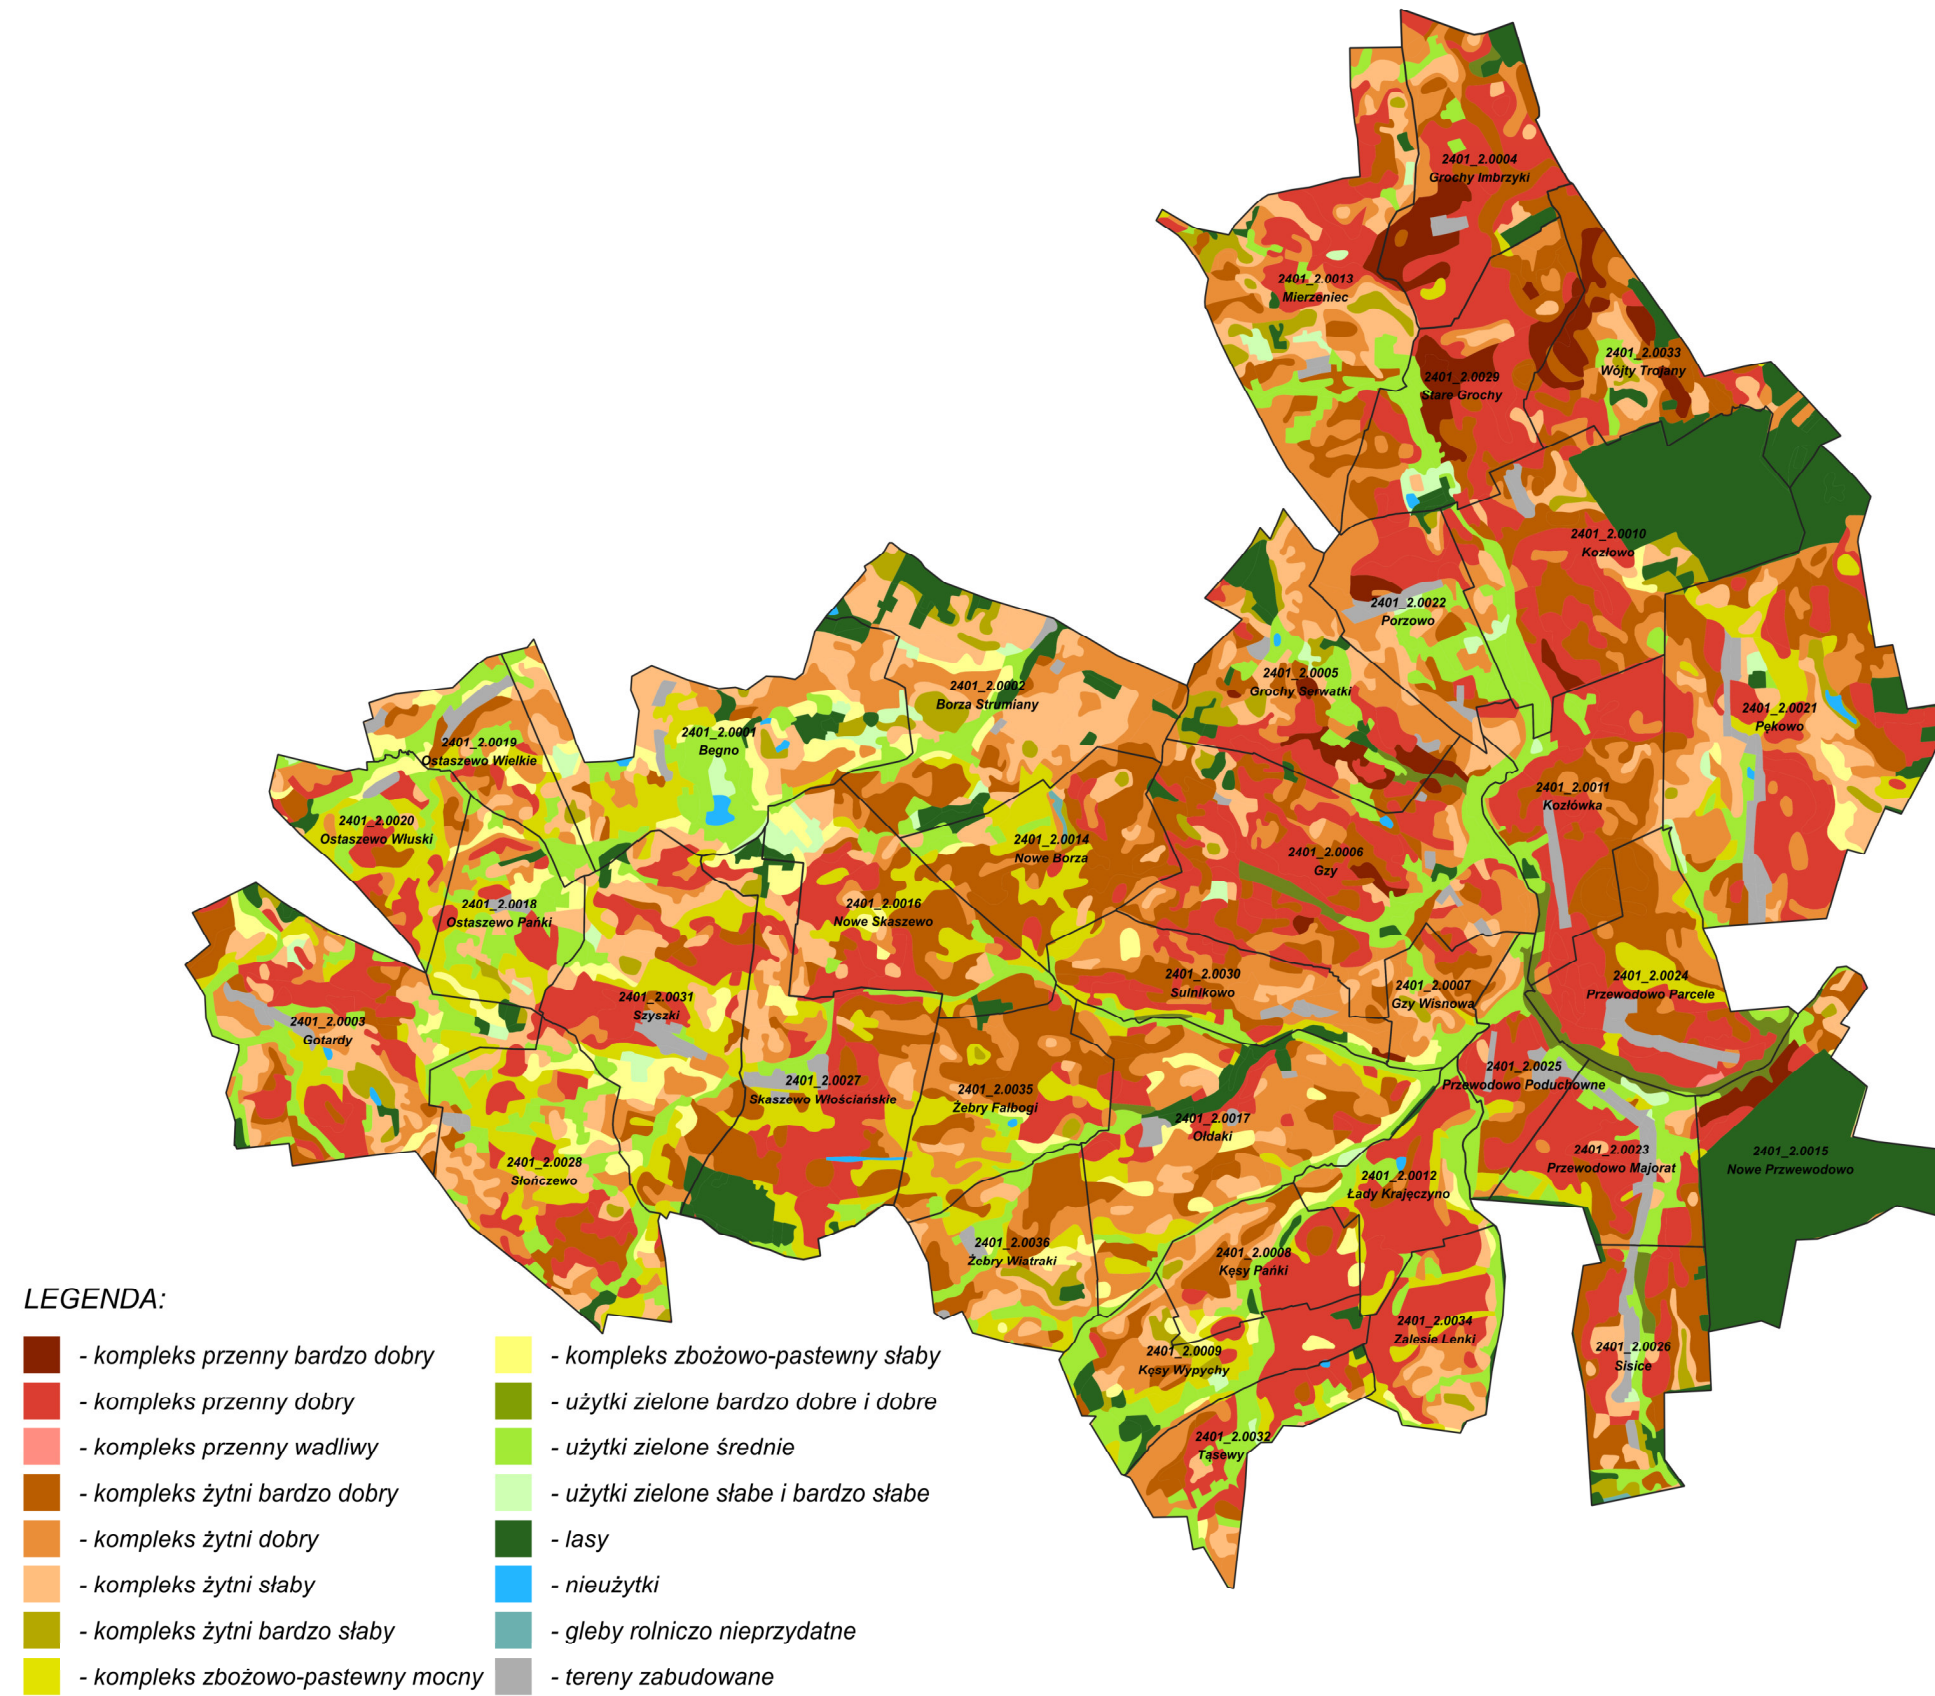 2401_2.0004
Grochy Imbrzyki
2401_2.0013
Mierzeniec
2401_2.0033
Wójty Trojany
2401_2.0029
Stare Grochy
2401_2.0010
Kozłowo
2401_2.0022
Porzowo
2401_2.0005
Grochy Serwatki
2401_2.0002
Borza Strumiany
2401_2.0021
Pękowo
2401_2.0001
Begno
2401_2.0019
Ostaszewo Wielkie
2401_2.0011
Kozłówka
2401_2.0020
Ostaszewo Włuski
2401_2.0014
Nowe Borza
2401_2.0006
Gzy
2401_2.0018
Ostaszewo Pańki
2401_2.0016
Nowe Skaszewo
2401_2.0030
Sulnikowo
2401_2.0024
Przewodowo Parcele
2401_2.0007
Gzy Wisnowa
2401_2.0031
Szyszki
2401_2.0003
Gotardy
2401_2.0025
Przewodowo Poduchowne
2401_2.0027
Skaszewo Włościańskie
2401_2.0035
Żebry Falbogi
2401_2.0017
Ołdaki
2401_2.0023
Przewodowo Majorat
2401_2.0015
Nowe Przwewodowo
2401_2.0028
Słończewo
2401_2.0012
Łady Krajęczyno
2401_2.0036
Żebry Wiatraki
2401_2.0008
Kęsy Pańki
2401_2.0034
Zalesie Lenki
2401_2.0009
Kęsy Wypychy
2401_2.0026
Sisice
2401_2.0032
Tąsewy
LEGENDA:
- kompleks przenny bardzo dobry
- kompleks przenny dobry
- kompleks przenny wadliwy
- kompleks żytni bardzo dobry
- kompleks żytni dobry
- kompleks żytni słaby
- kompleks żytni bardzo słaby
- kompleks zbożowo-pastewny mocny
- kompleks zbożowo-pastewny słaby
- użytki zielone bardzo dobre i dobre
- użytki zielone średnie
- użytki zielone słabe i bardzo słabe
- lasy
- nieużytki
- gleby rolniczo nieprzydatne
- tereny zabudowane